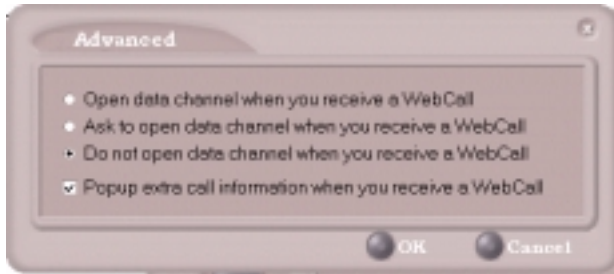 Advanced
Open data channel when you receive a WebCall
Ask to open data channel when you receive a WebCall
Do not open data channel when you receive a WebCall
Popup extra call information when you receive a WebCall
OK
Cancel